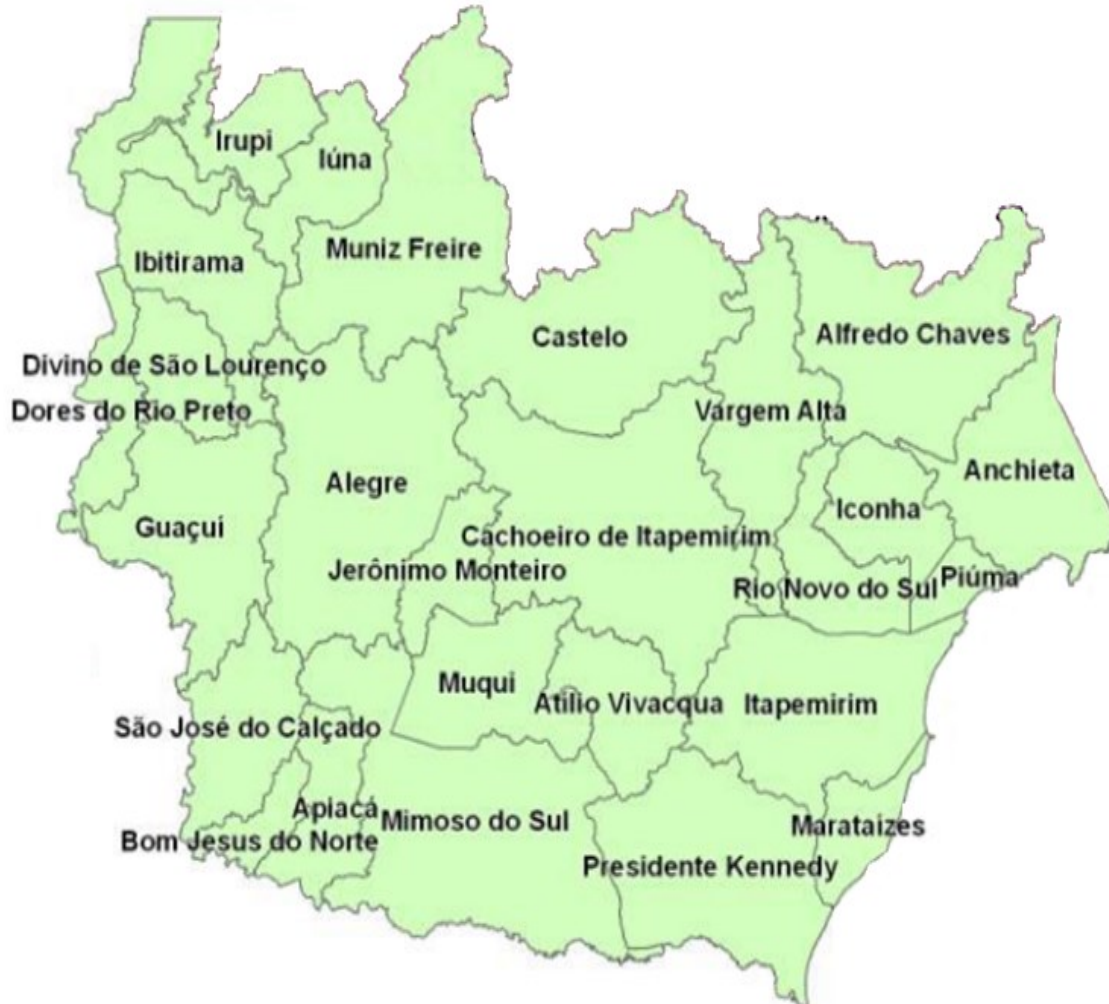 Irupi
Iúna
Muniz Freire
Ibitirama
Castelo
Alfredo Chaves
Divino de São Lourenço
Dores do Rio Preto
Vargem Alta
Anchieta
Alegre
Iconha
Guaçuí
Cachoeiro de Itapemirim
Jerônimo Monteiro
Piúma
Rio Novo do Sul
Muqui
Atílio Vivacqua
Itapemirim
São José do Calçado
Apiacá
Mimoso do Sul
Marataizes
Bom Jesus do Norte
Presidente Kennedy